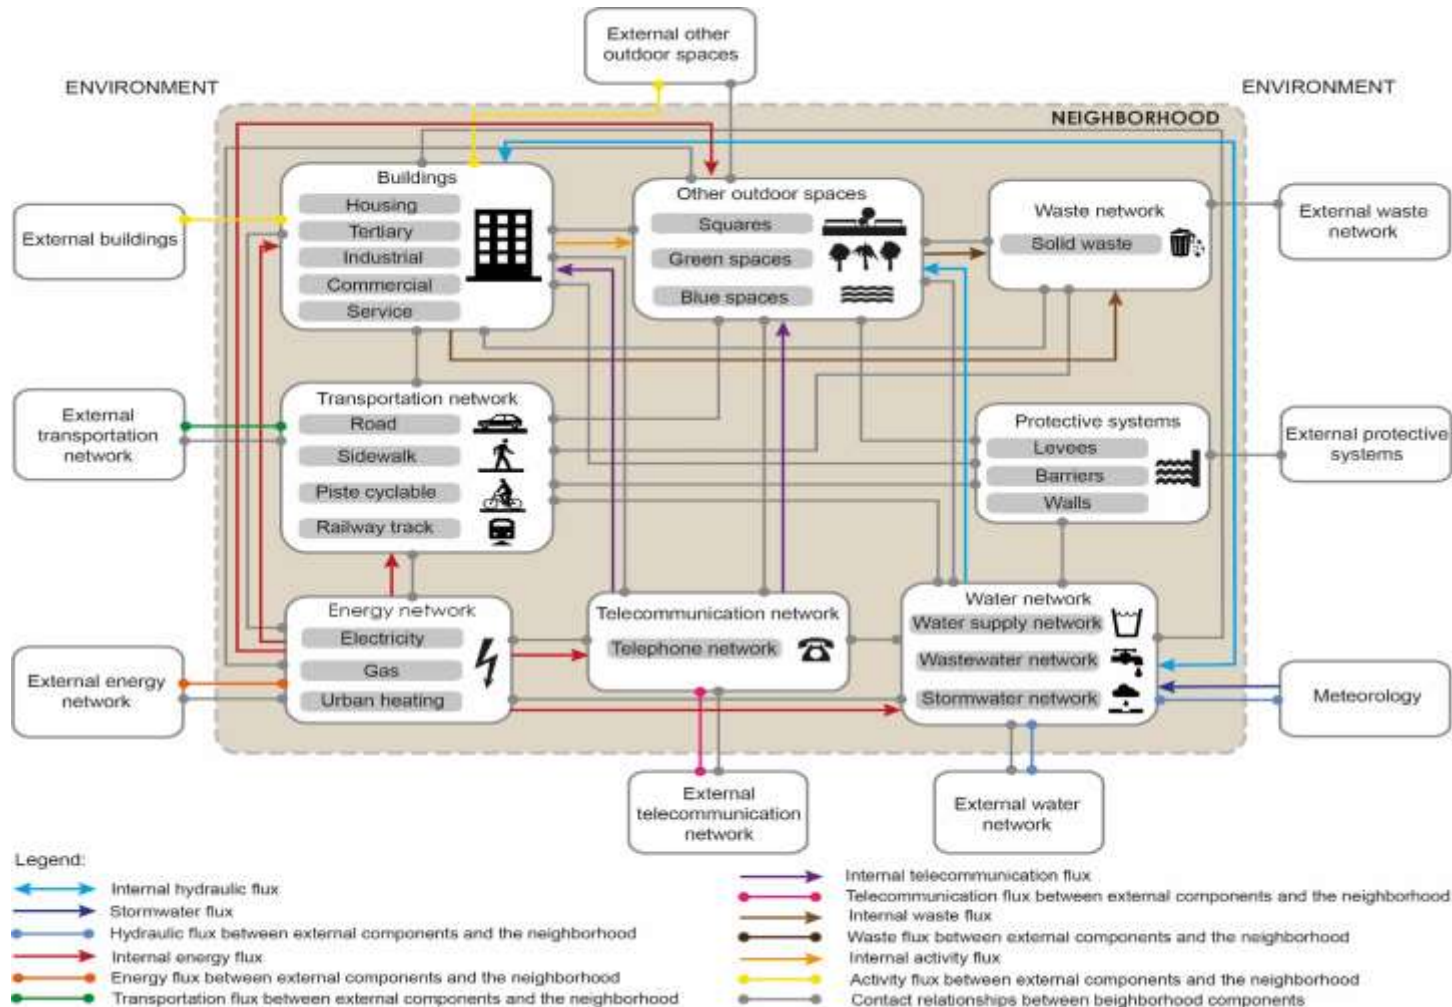 External other
outdoor spaces
ENVIRONMENT
ENVIRONMENT
NEIGHBORHOOD
Buildings
Housing
Tertiary
Industrial
Commercial
Service
Other outdoor spaces
Squares
Green spaces
Blue spaces
Waste network
Solid waste
External waste
network
External buildings
External
transportation
network
Transportation network
Road
Sidewalk
Piste cyclable
Railway track
Protective systems
Levees
Barriers
Walls
External protective
systems
Energy network
Electricity
Gas
Urban heating
Telecommunication network
Telephone network
Water network
Water supply network
Wastewater network
Stormwater network
External energy
network
Meteorology
External
telecommunication
network
External water
network
Legend:
Internal hydraulic flux
Stormwater flux
Hydraulic flux between external components and the neighborhood
Internal energy flux
Energy flux between external components and the neighborhood
Transportation flux between external components and the neighborhood
Internal telecommunication flux
Telecommunication flux between external components and the neighborhood
Internal waste flux
Waste flux between external components and the neighborhood
Internal activity flux
Activity flux between external components and the neighborhood
Contact relationships between beighborhood components